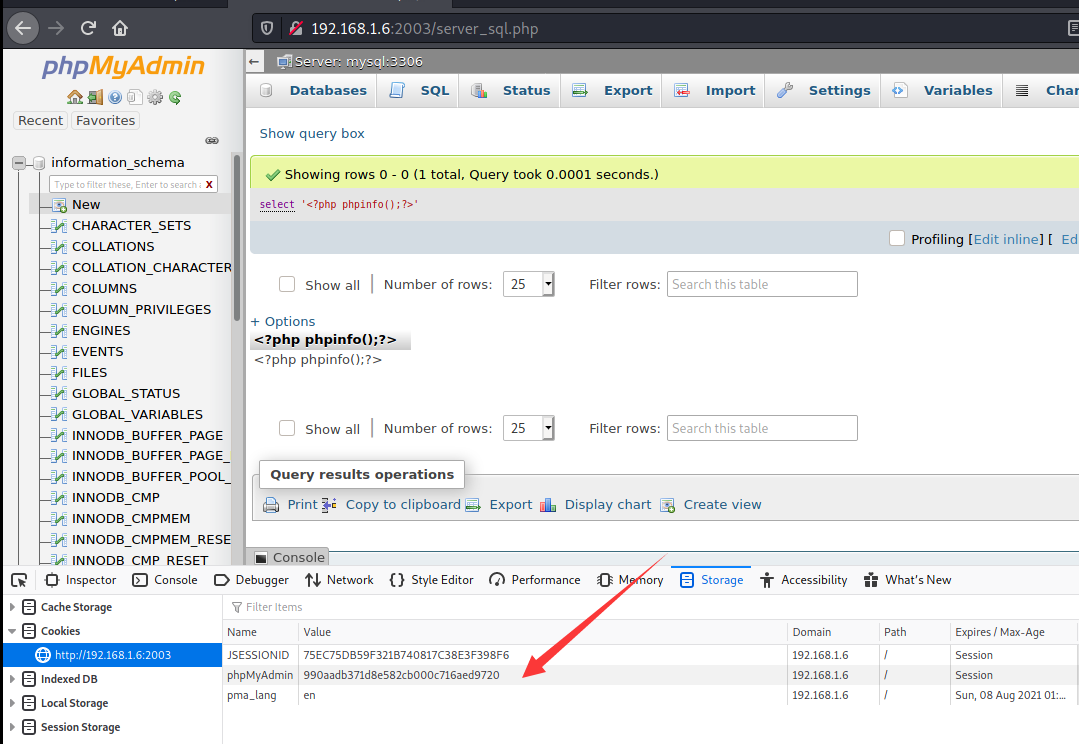 192.168.1.6:2003/server_sql.php
phpMyAdmin
Recent Favorites
information_schema
Type to filter these, Enter to search X
New
CHARACTER_SETS
COLLATIONS
COLLATION_CHARACTER
COLUMNS
COLUMN_PRIVILEGES
ENGINES
EVENTS
FILES
GLOBAL_STATUS
GLOBAL_VARIABLES
INNODB_BUFFER_PAGE
INNODB_BUFFER_PAGE_
INNODB_BUFFER_POOL_
INNODB_CMP
INNODB_CMPMEM
INNODB_CMPMEM_RESE
INNODB_CMP_RESET
Server: mysql:3306
Databases SQL Status Export Import Settings Variables Char
Show query box
Showing rows 0 - 0 (1 total, Query took 0.0001 seconds.)
select '<?php phpinfo();?>'
Profiling [Edit inline] [ Ed
Show all Number of rows: 25 Filter rows: Search this table
+ Options
<?php phpinfo();?>
<?php phpinfo();?>
Show all Number of rows: 25 Filter rows: Search this table
Query results operations
Print Copy to clipboard Export Display chart Create view
Console
Inspector Console Debugger Network Style Editor Performance Memory Storage Accessibility What's New
Cache Storage
Cookies
http://192.168.1.6:2003
Indexed DB
Local Storage
Session Storage
Filter Items
Name Value Domain Path Expires / Max-Age
JSESSIONID 75EC75DB59F321B740817C38E3F398F6 192.168.1.6 / Session
phpMyAdmin 990aadb371d8e582cb000c716aed9720 192.168.1.6 / Session
pma_lang en 192.168.1.6 / Sun, 08 Aug 2021 01:...